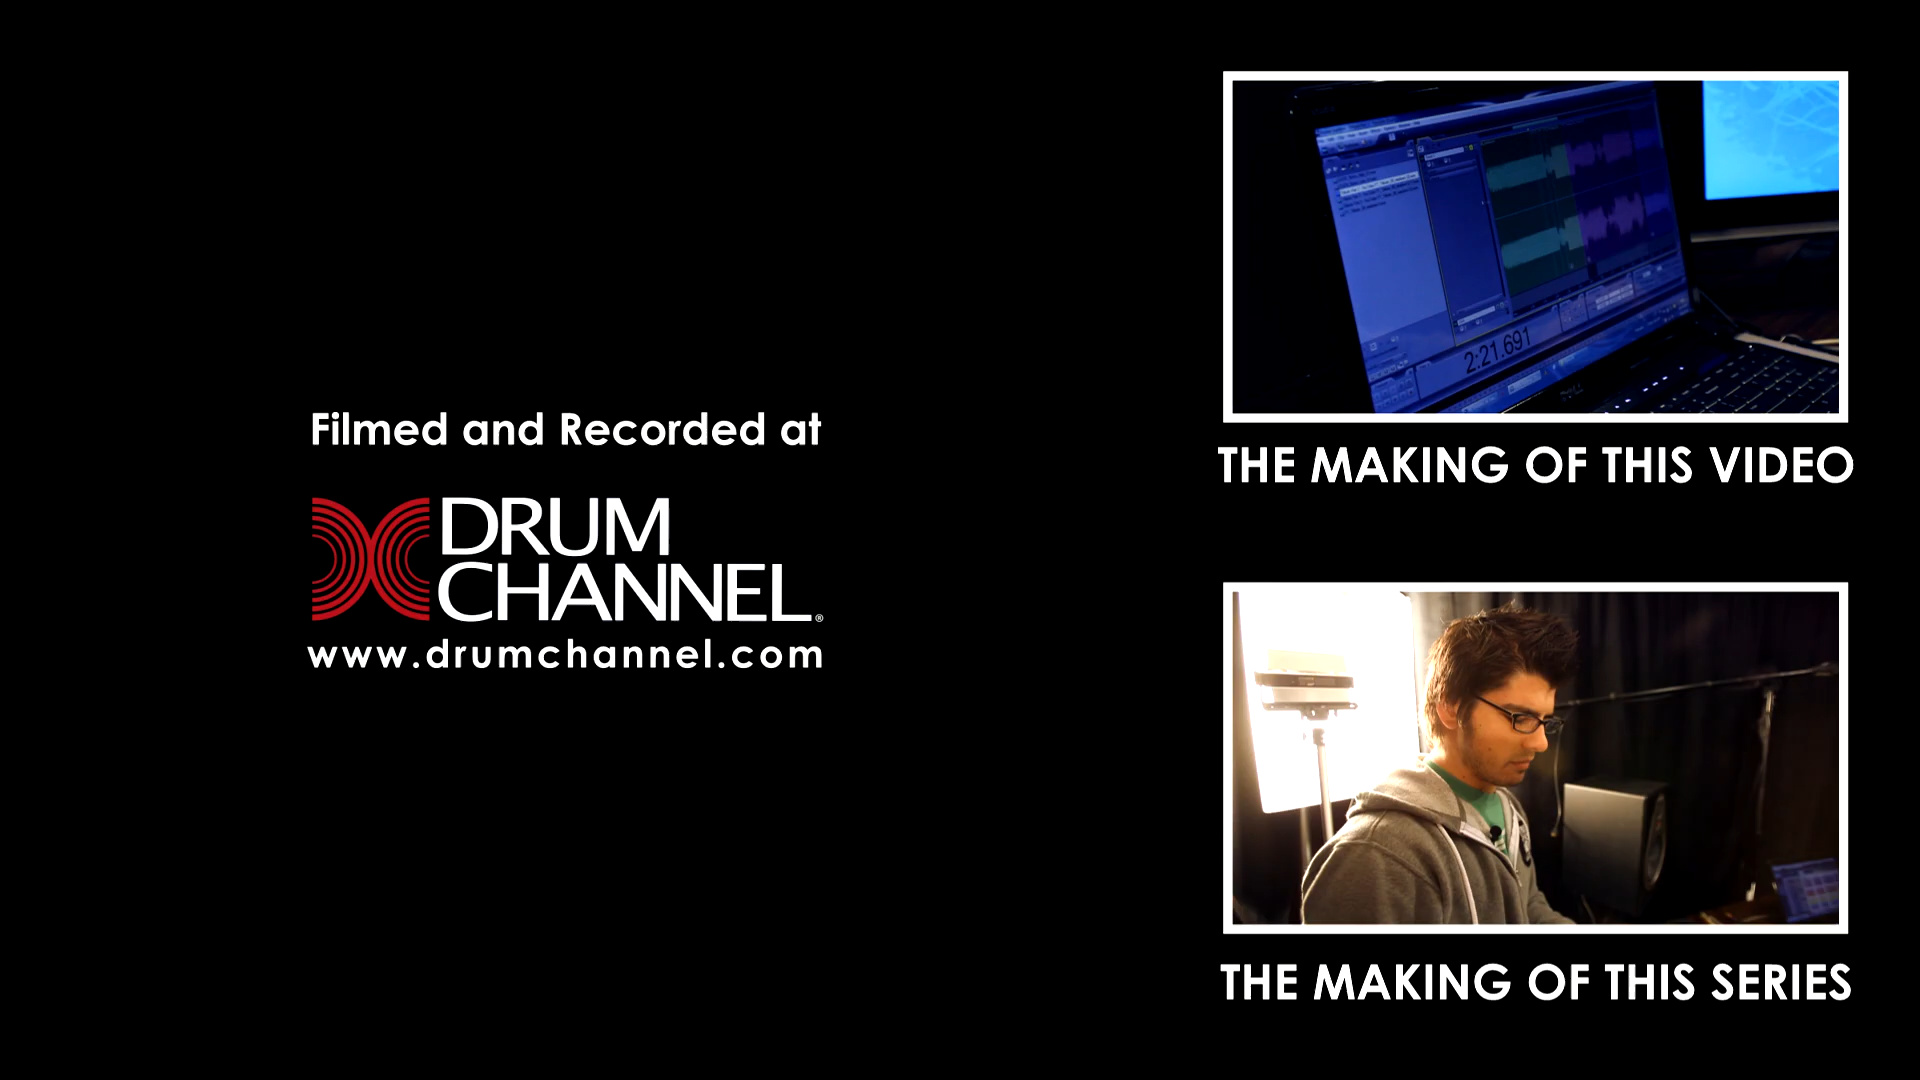 Filmed and Recorded at
DRUM
CHANNEL®
www.drumchannel.com
2:21.691
THE MAKING OF THIS VIDEO
THE MAKING OF THIS SERIES